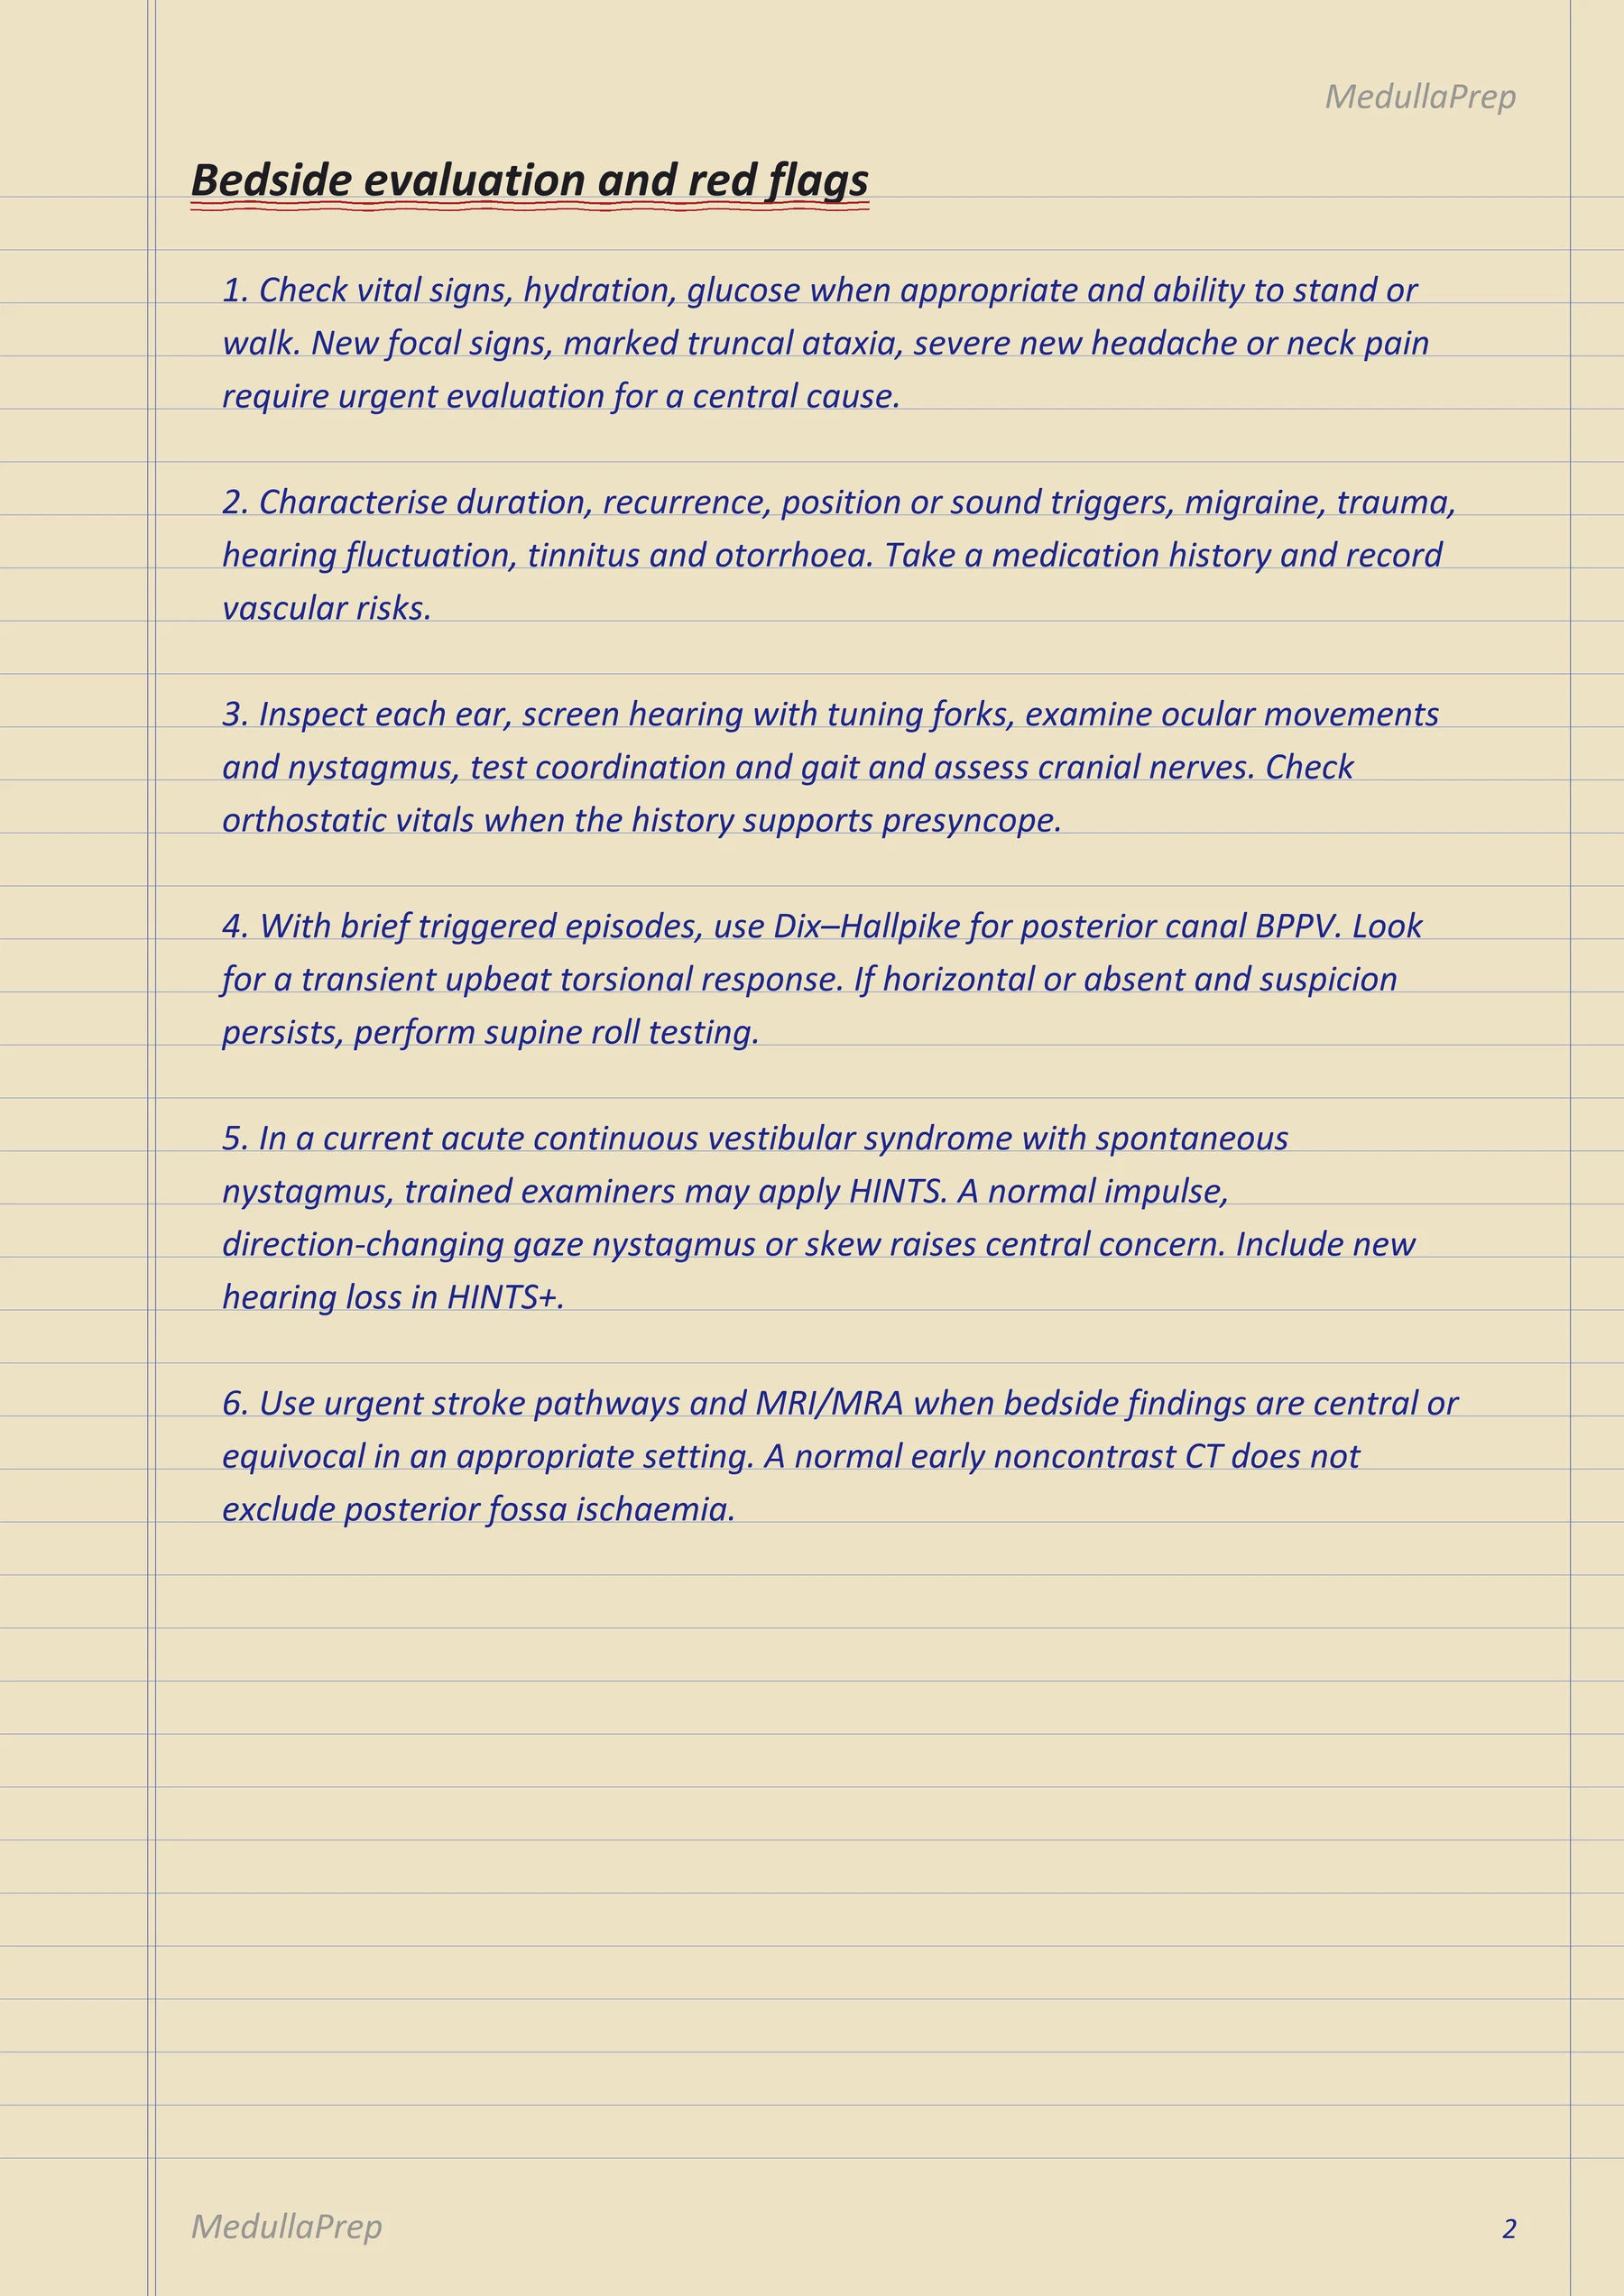 MedullaPrep
Bedside evaluation and red flags
1. Check vital signs, hydration, glucose when appropriate and ability to stand or
walk. New focal signs, marked truncal ataxia, severe new headache or neck pain
require urgent evaluation for a central cause.
2. Characterise duration, recurrence, position or sound triggers, migraine, trauma,
hearing fluctuation, tinnitus and otorrhoea. Take a medication history and record
vascular risks.
3. Inspect each ear, screen hearing with tuning forks, examine ocular movements
and nystagmus, test coordination and gait and assess cranial nerves. Check
orthostatic vitals when the history supports presyncope.
4. With brief triggered episodes, use Dix–Hallpike for posterior canal BPPV. Look
for a transient upbeat torsional response. If horizontal or absent and suspicion
persists, perform supine roll testing.
5. In a current acute continuous vestibular syndrome with spontaneous
nystagmus, trained examiners may apply HINTS. A normal impulse,
direction-changing gaze nystagmus or skew raises central concern. Include new
hearing loss in HINTS+.
6. Use urgent stroke pathways and MRI/MRA when bedside findings are central or
equivocal in an appropriate setting. A normal early noncontrast CT does not
exclude posterior fossa ischaemia.
MedullaPrep
2